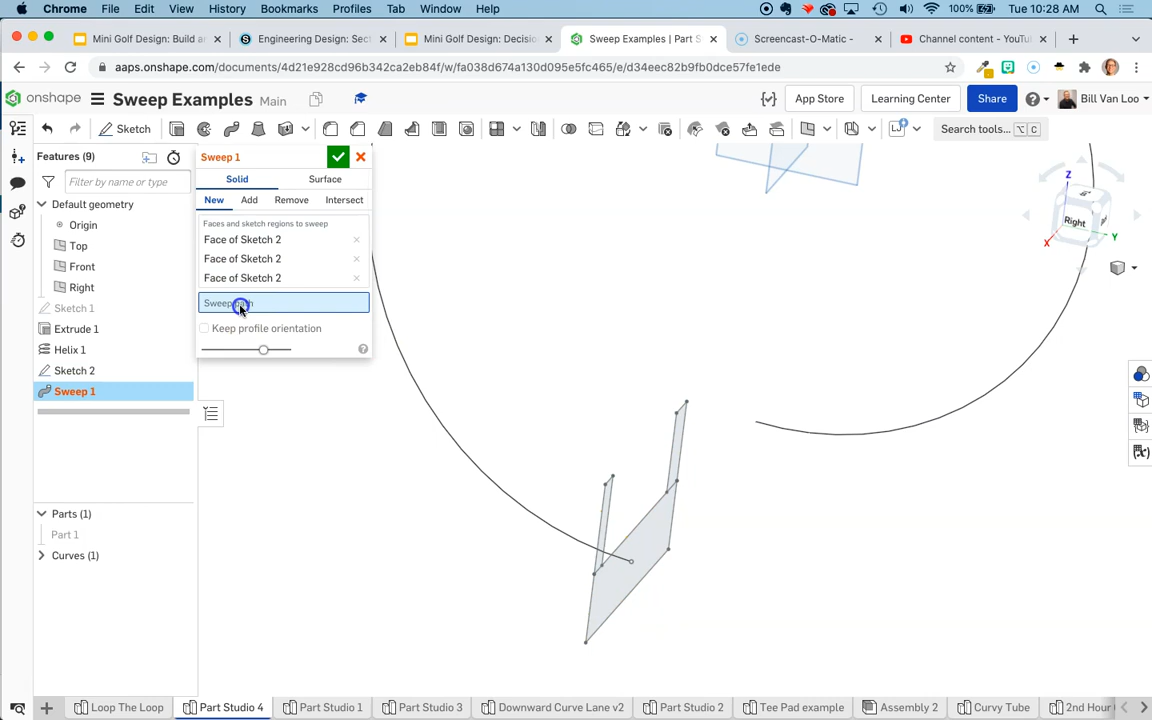 Chrome File Edit View History Bookmarks Profiles Tab Window Help 100% Tue 10:28 AM
Mini Golf Design: Build ar Engineering Design: Sect Mini Golf Design: Decisio Sweep Examples | Part S Screencast-O-Matic - Channel content - YouTu
aaps.onshape.com/documents/4d21e928cd96b342ca2eb84f/w/fa038d674a130d095e5fc465/e/d34eec82b9fb0dce57fe1ede
onshape Sweep Examples Main App Store Learning Center Share Bill Van Loo
Sketch Search tools... ⌥ C
Features (9)
Filter by name or type
Default geometry
Origin
Top
Front
Right
Sketch 1
Extrude 1
Helix 1
Sketch 2
Sweep 1
Parts (1)
Part 1
Curves (1)
Sweep 1
Solid Surface
New Add Remove Intersect
Faces and sketch regions to sweep
Face of Sketch 2
Face of Sketch 2
Face of Sketch 2
Sweep path
Keep profile orientation
Z
Right
X Y
Loop The Loop Part Studio 4 Part Studio 1 Part Studio 3 Downward Curve Lane v2 Part Studio 2 Tee Pad example Assembly 2 Curvy Tube 2nd Hour